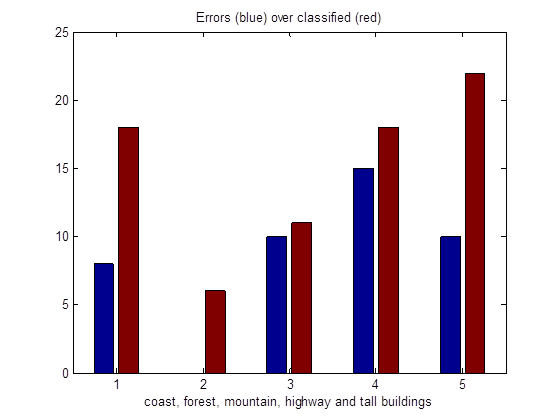 Errors (blue) over classified (red)
25
20
15
10
5
0
1 2 3 4 5
coast, forest, mountain, highway and tall buildings